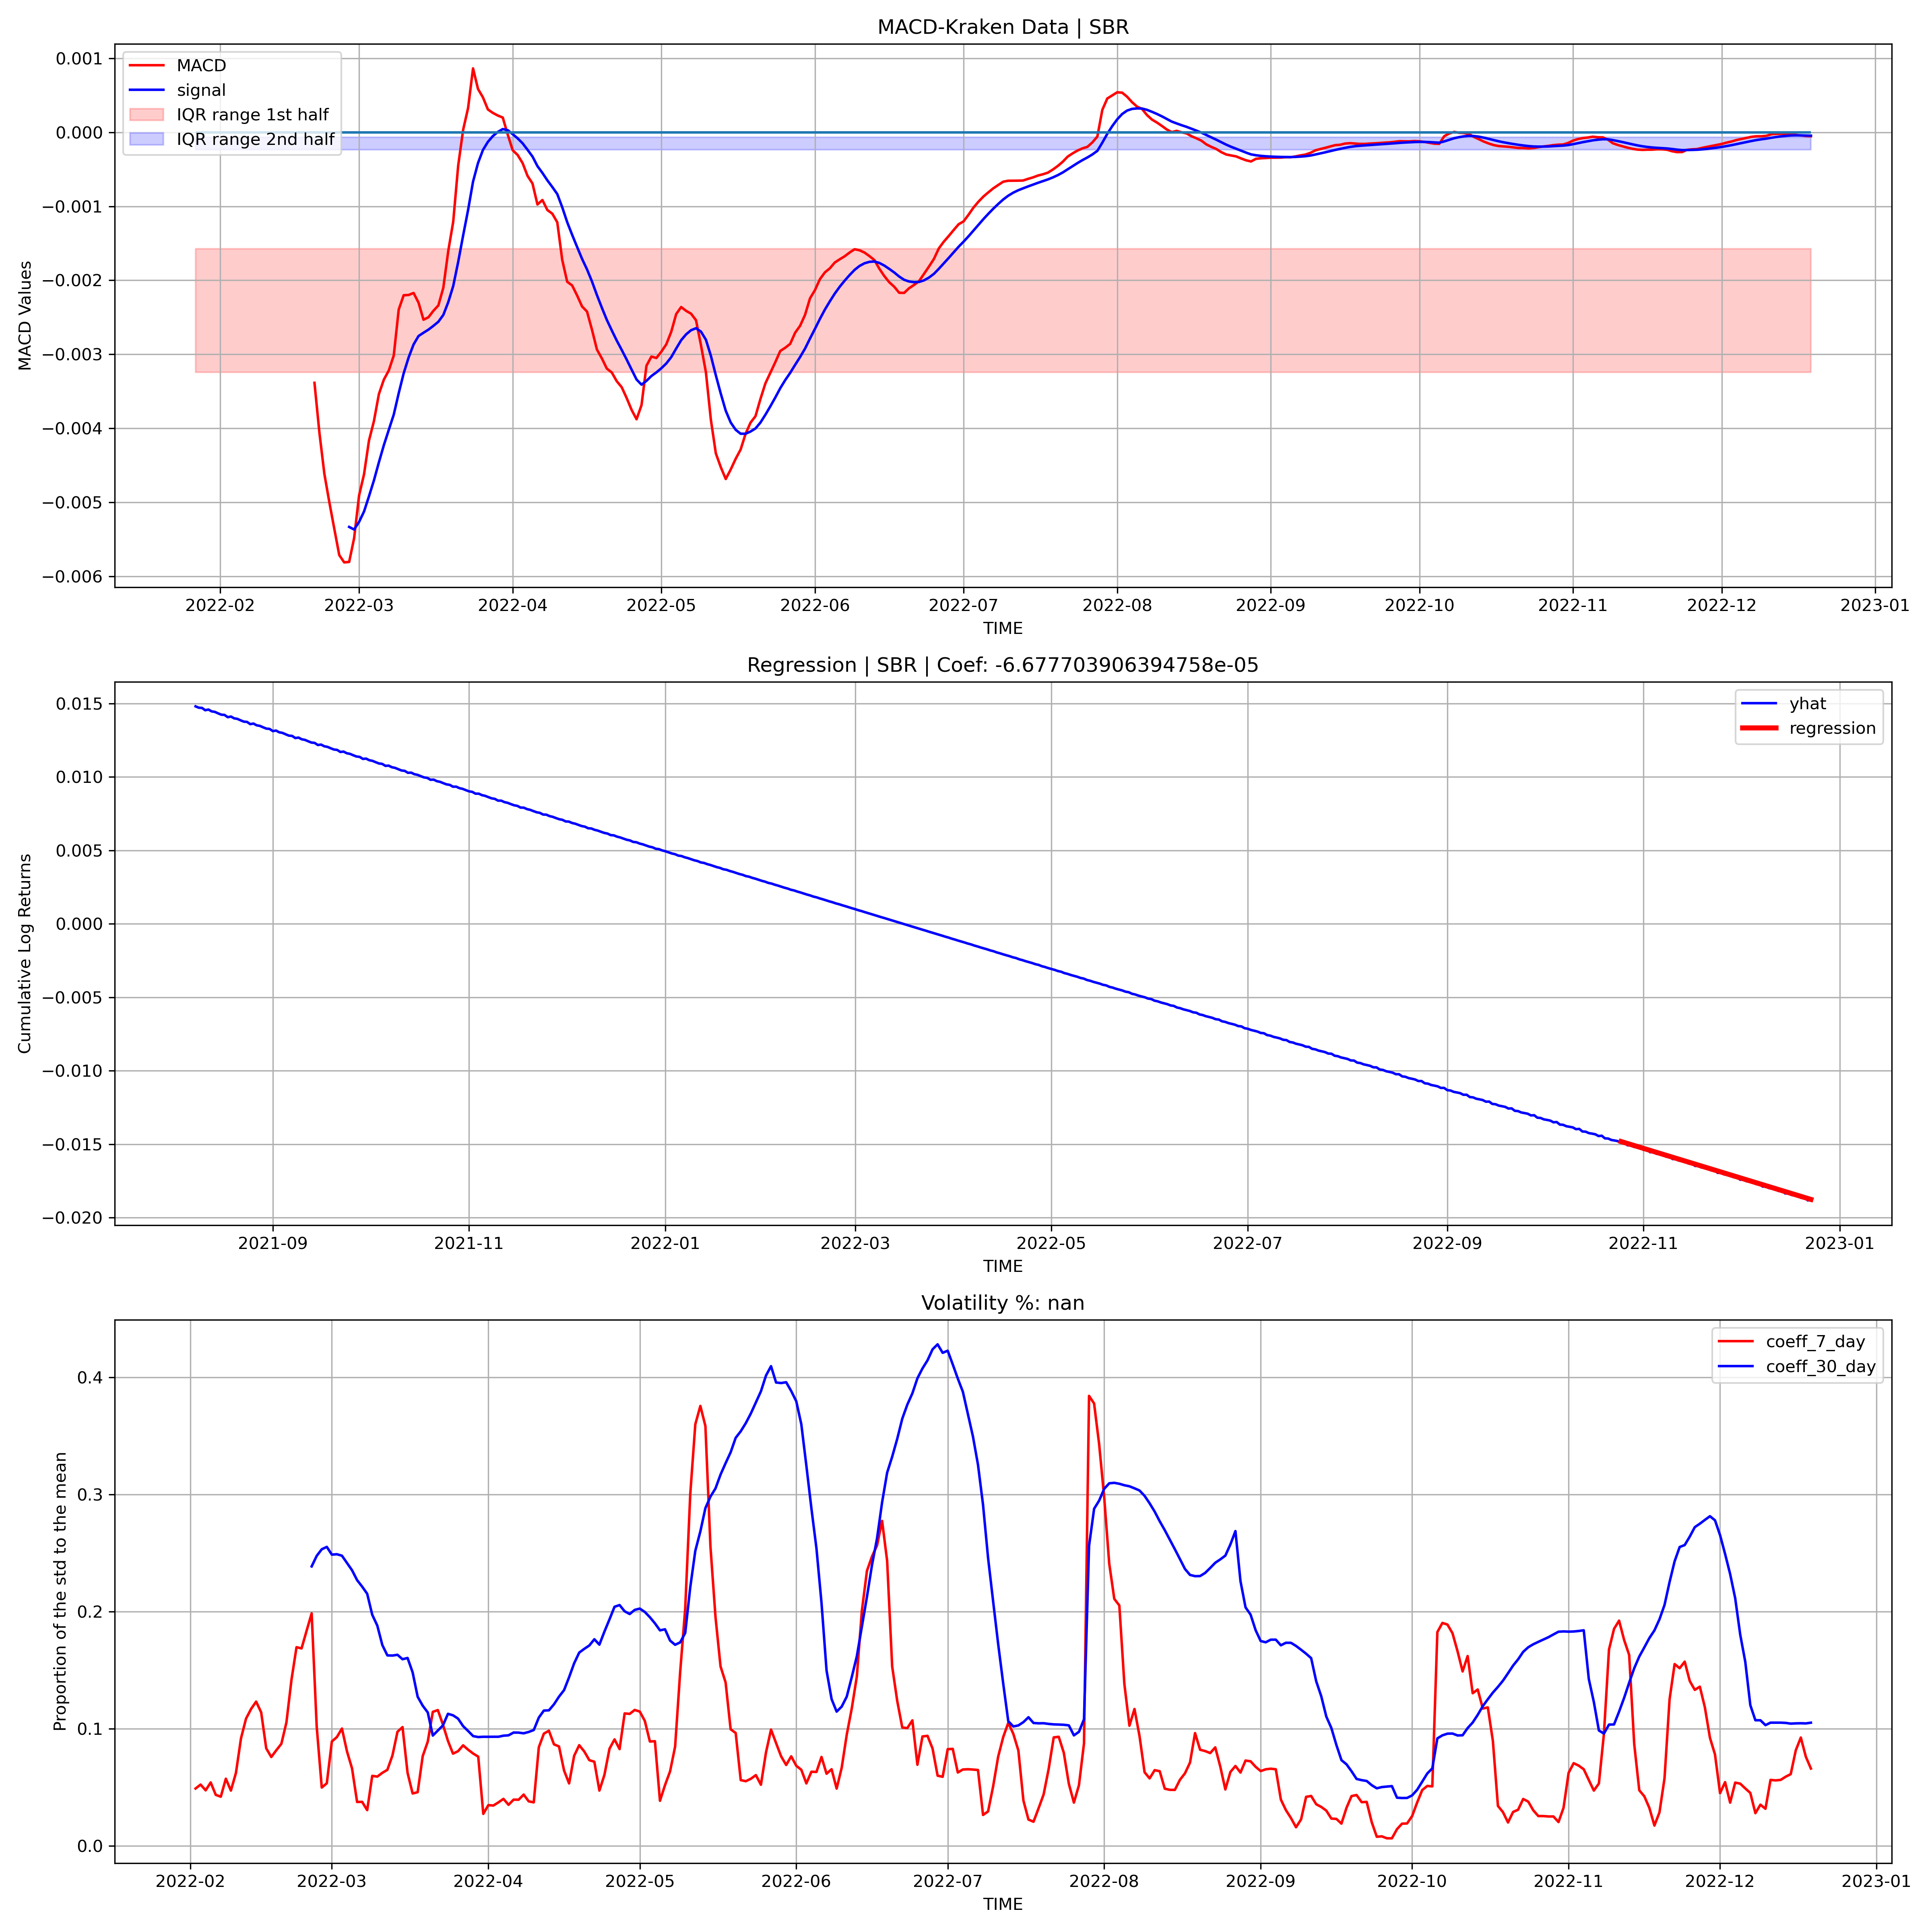 MACD-Kraken Data | SBR
MACD
signal
IQR range 1st half
IQR range 2nd half
MACD Values
0.001
0.000
−0.001
−0.002
−0.003
−0.004
−0.005
−0.006
2022-02 2022-03 2022-04 2022-05 2022-06 2022-07 2022-08 2022-09 2022-10 2022-11 2022-12 2023-01
TIME
Regression | SBR | Coef: -6.677703906394758e-05
yhat
regression
Cumulative Log Returns
0.015
0.010
0.005
0.000
−0.005
−0.010
−0.015
−0.020
2021-09 2021-11 2022-01 2022-03 2022-05 2022-07 2022-09 2022-11 2023-01
TIME
Volatility %: nan
coeff_7_day
coeff_30_day
Proportion of the std to the mean
0.4
0.3
0.2
0.1
0.0
2022-02 2022-03 2022-04 2022-05 2022-06 2022-07 2022-08 2022-09 2022-10 2022-11 2022-12 2023-01
TIME